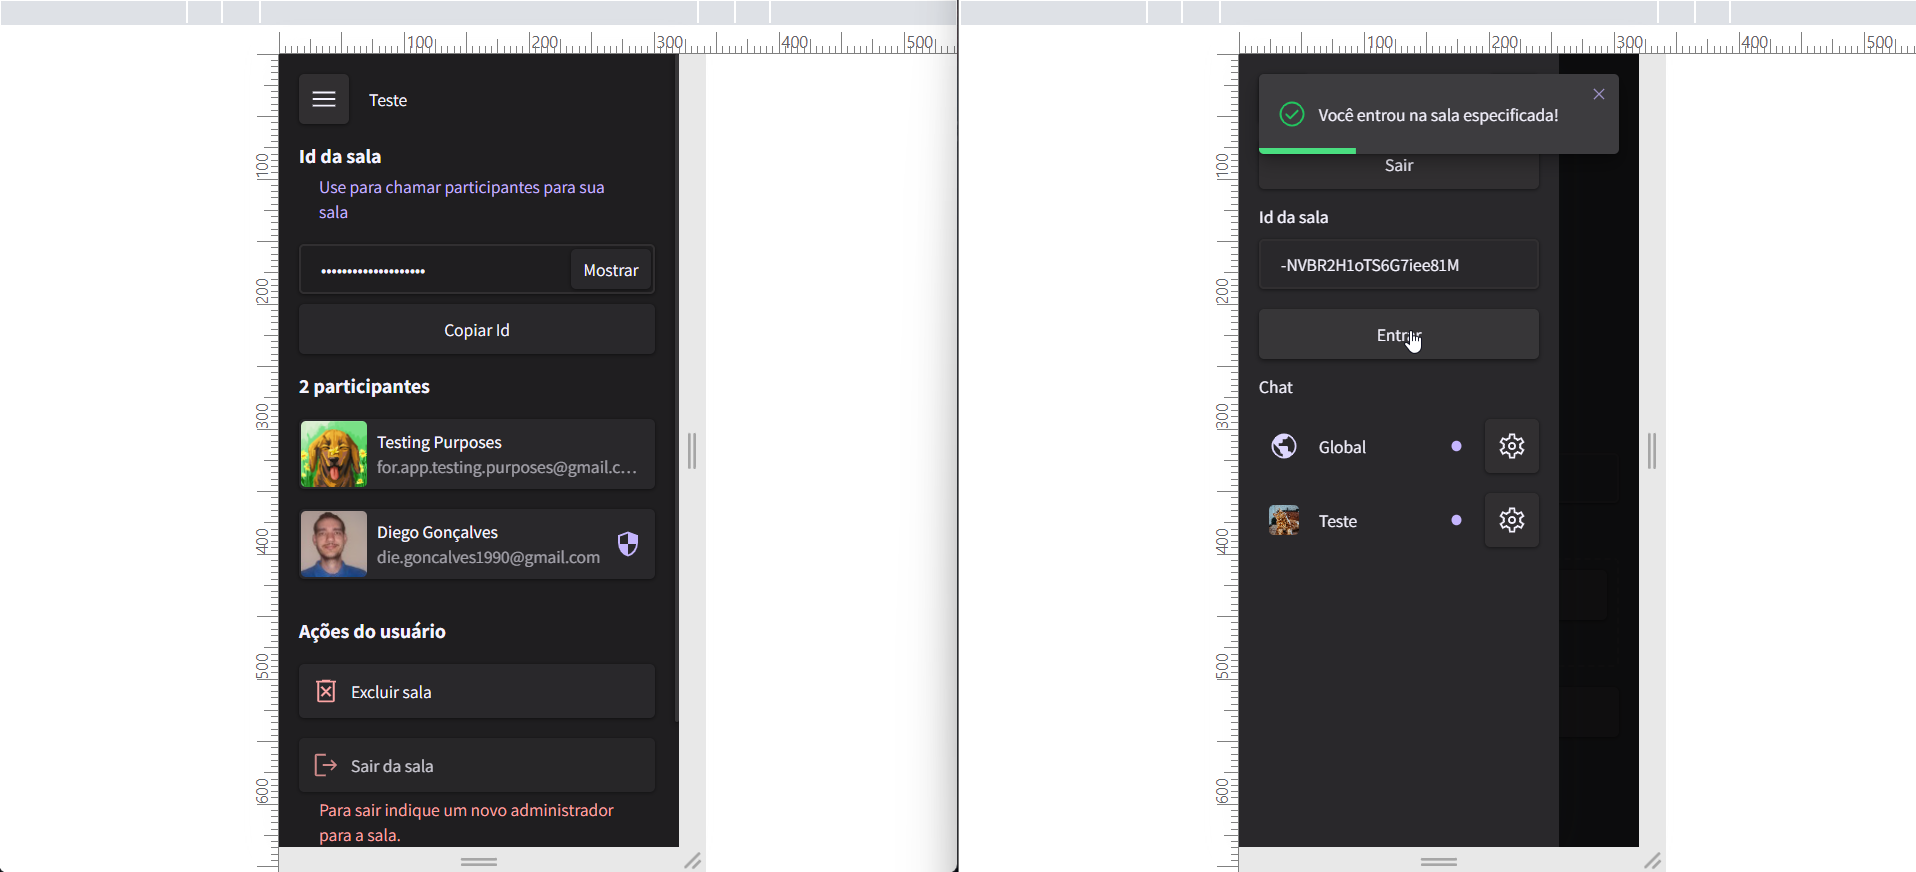 100 200 300 400 500
100
200
300
400
500
600
Teste
Id da sala
Use para chamar participantes para sua
sala
••••••••••••••••••••
Mostrar
Copiar Id
2 participantes
Testing Purposes
for.app.testing.purposes@gmail.c...
Diego Gonçalves
die.goncalves1990@gmail.com
Ações do usuário
Excluir sala
Sair da sala
Para sair indique um novo administrador
para a sala.
100 200 300 400 500
100
200
300
400
500
600
Você entrou na sala especificada!
Sair
Id da sala
-NVBR2H1oTS6G7iee81M
Entrar
Chat
Global
Teste